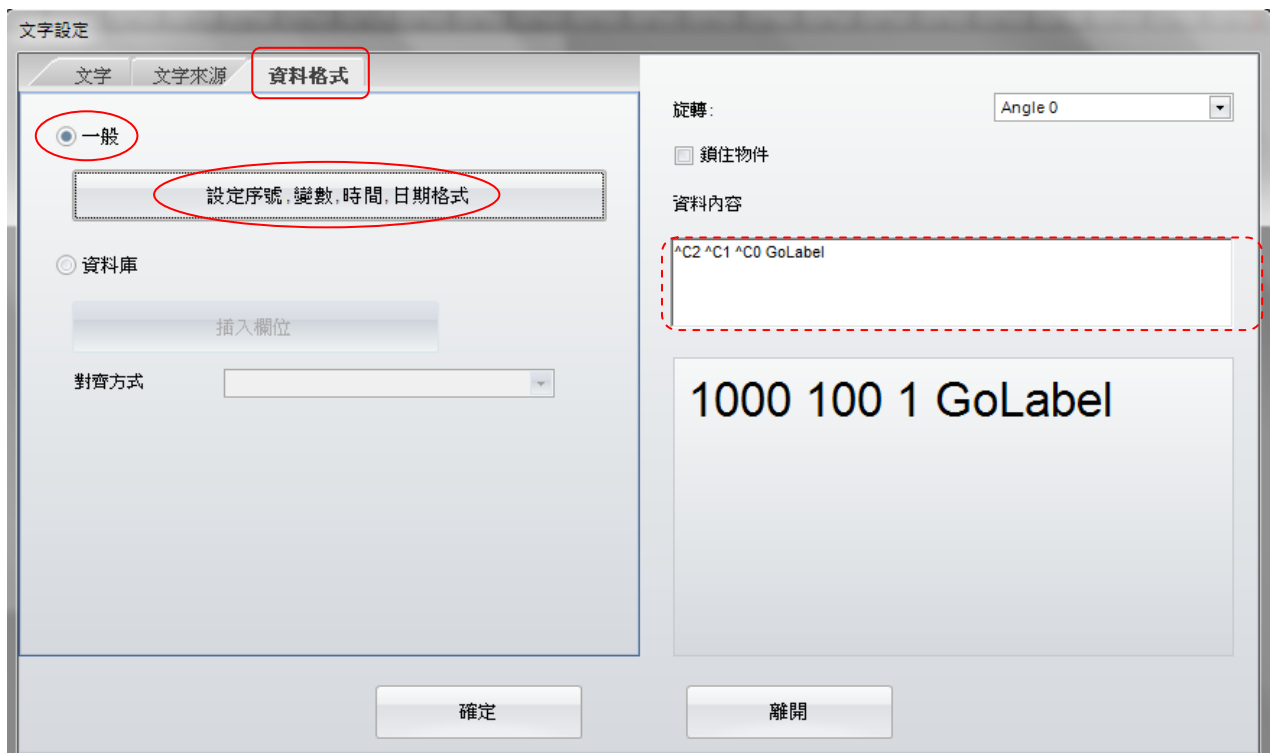 文字設定
文字 文字來源 資料格式
一般
設定序號,變數,時間,日期格式
資料庫
插入欄位
對齊方式
旋轉:
Angle 0
鎖住物件
資料內容
^C2 ^C1 ^C0 GoLabel
1000 100 1 GoLabel
確定
離開